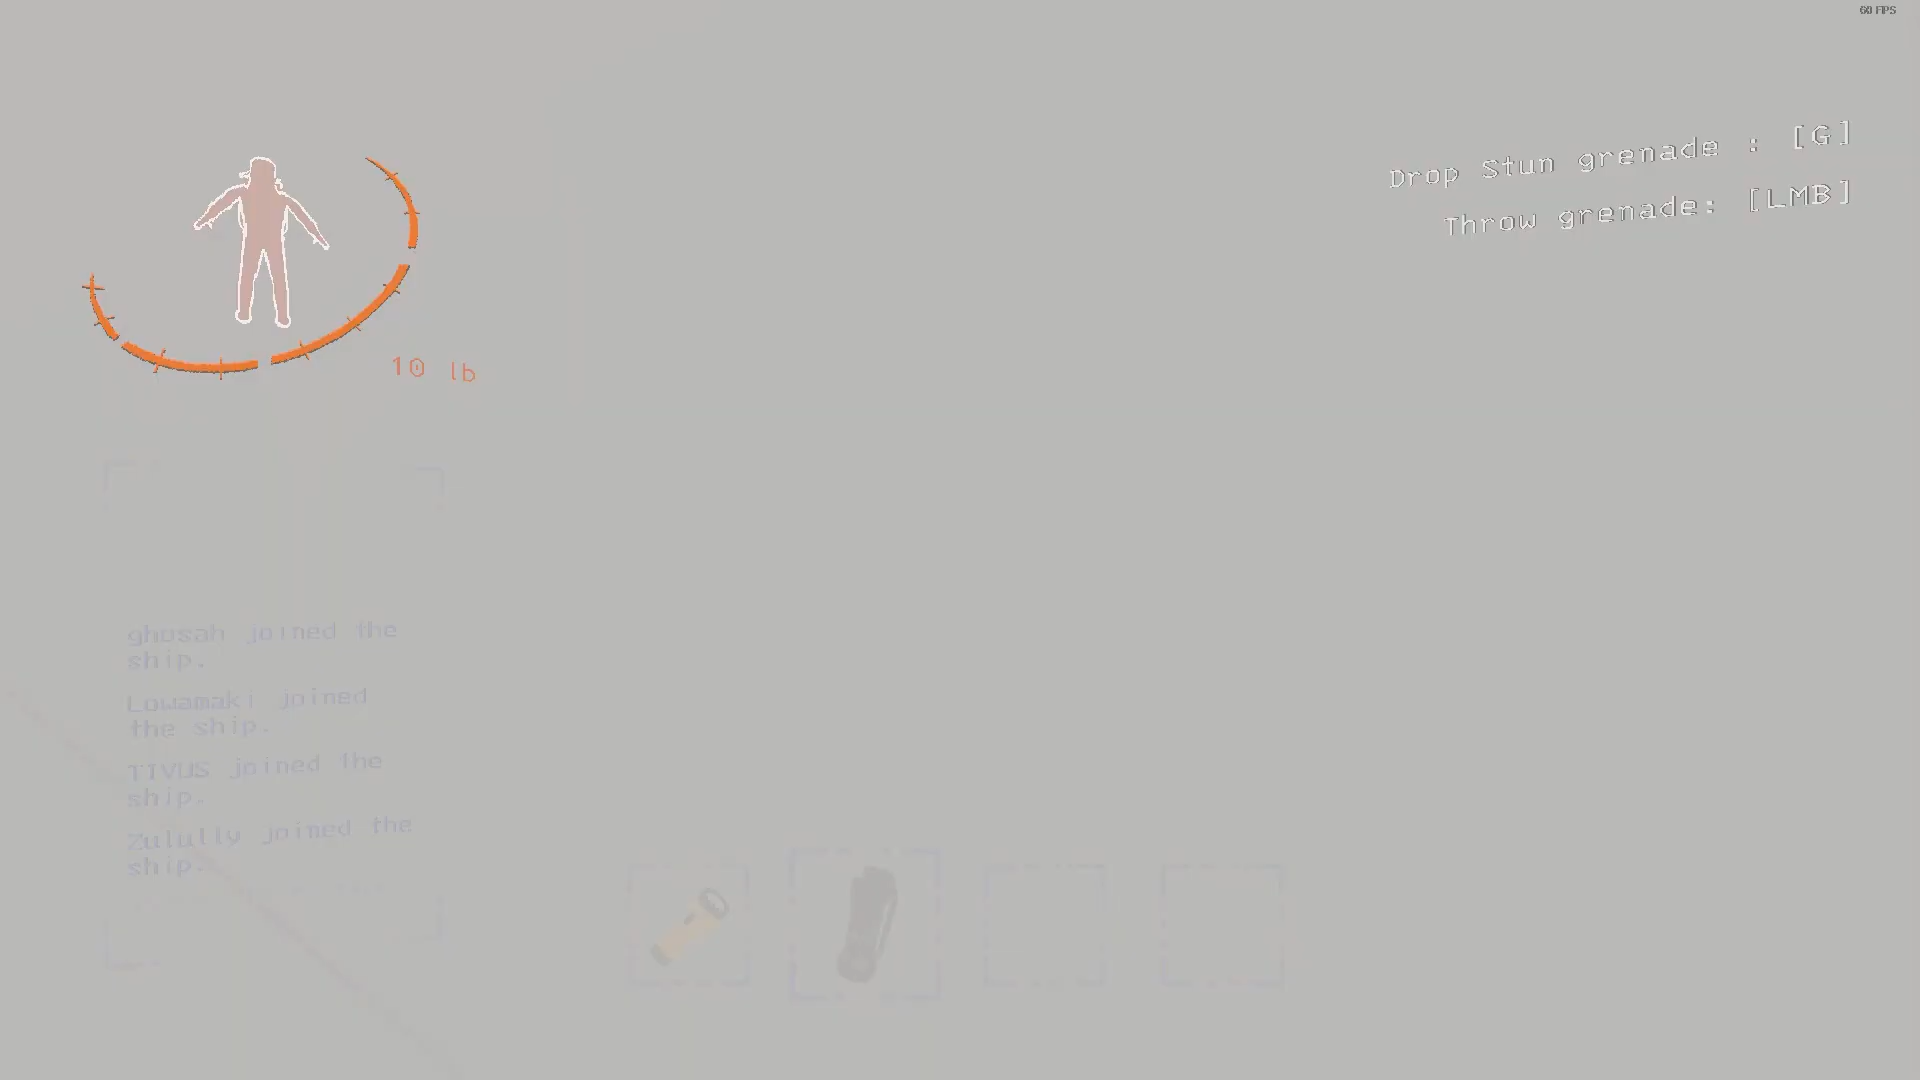 60 FPS
Drop Stun grenade : [G]
Throw grenade: [LMB]
10 lb
ghosah joined the
ship.
Lowamaki joined
the ship.
TIVUS joined the
ship.
Zulully joined the
ship.